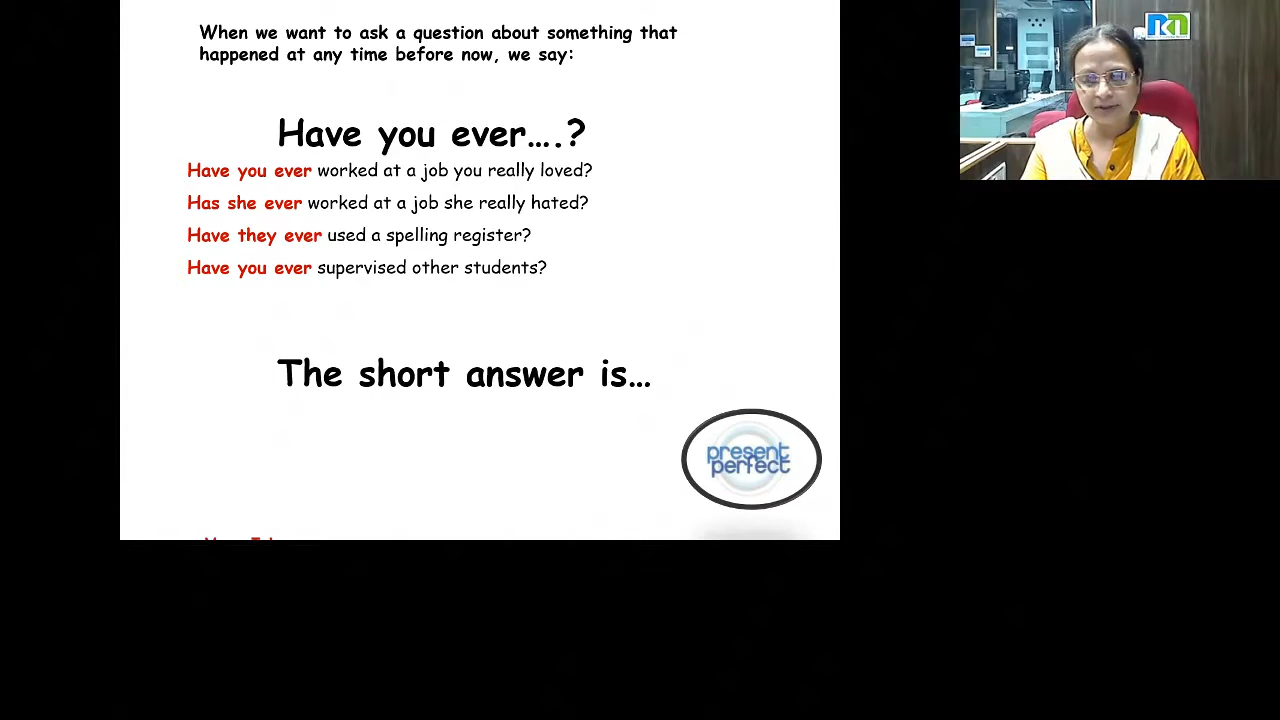 When we want to ask a question about something that
happened at any time before now, we say:
Have you ever….?
Have you ever worked at a job you really loved?
Has she ever worked at a job she really hated?
Have they ever used a spelling register?
Have you ever supervised other students?
The short answer is…
present
perfect